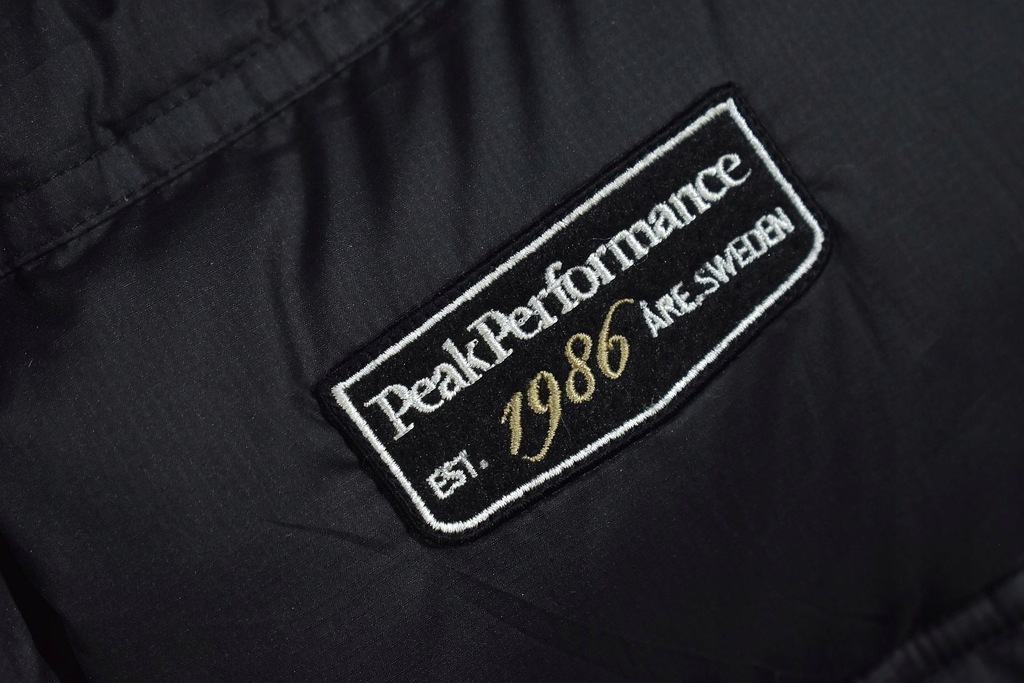 PeakPerformance
EST. 1986 ÅRE.SWEDEN